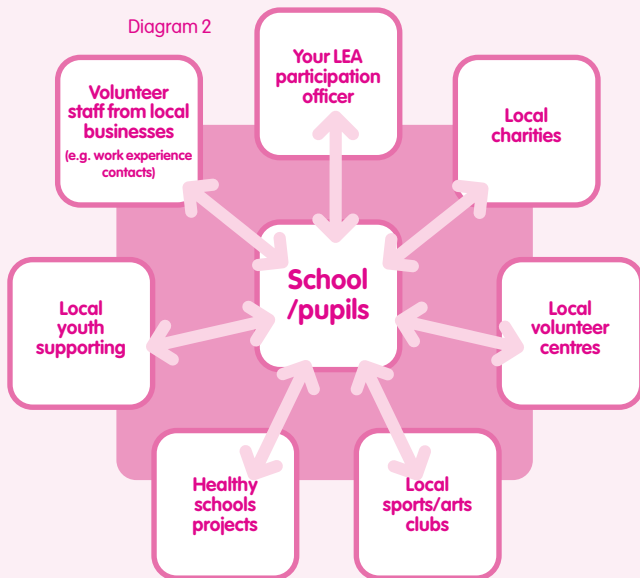 Diagram 2
Your LEA
participation
officer
Volunteer
staff from local
businesses
(e.g. work experience
contacts)
Local
charities
School
/pupils
Local
youth
supporting
Local
volunteer
centres
Healthy
schools
projects
Local
sports/arts
clubs